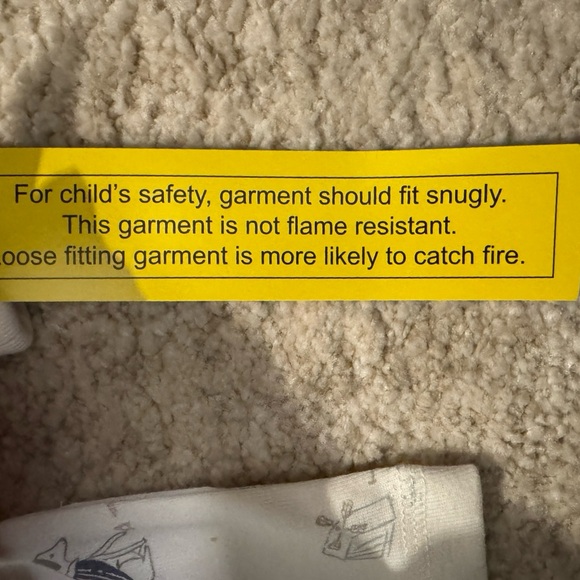 For child's safety, garment should fit snugly.
This garment is not flame resistant.
oose fitting garment is more likely to catch fire.